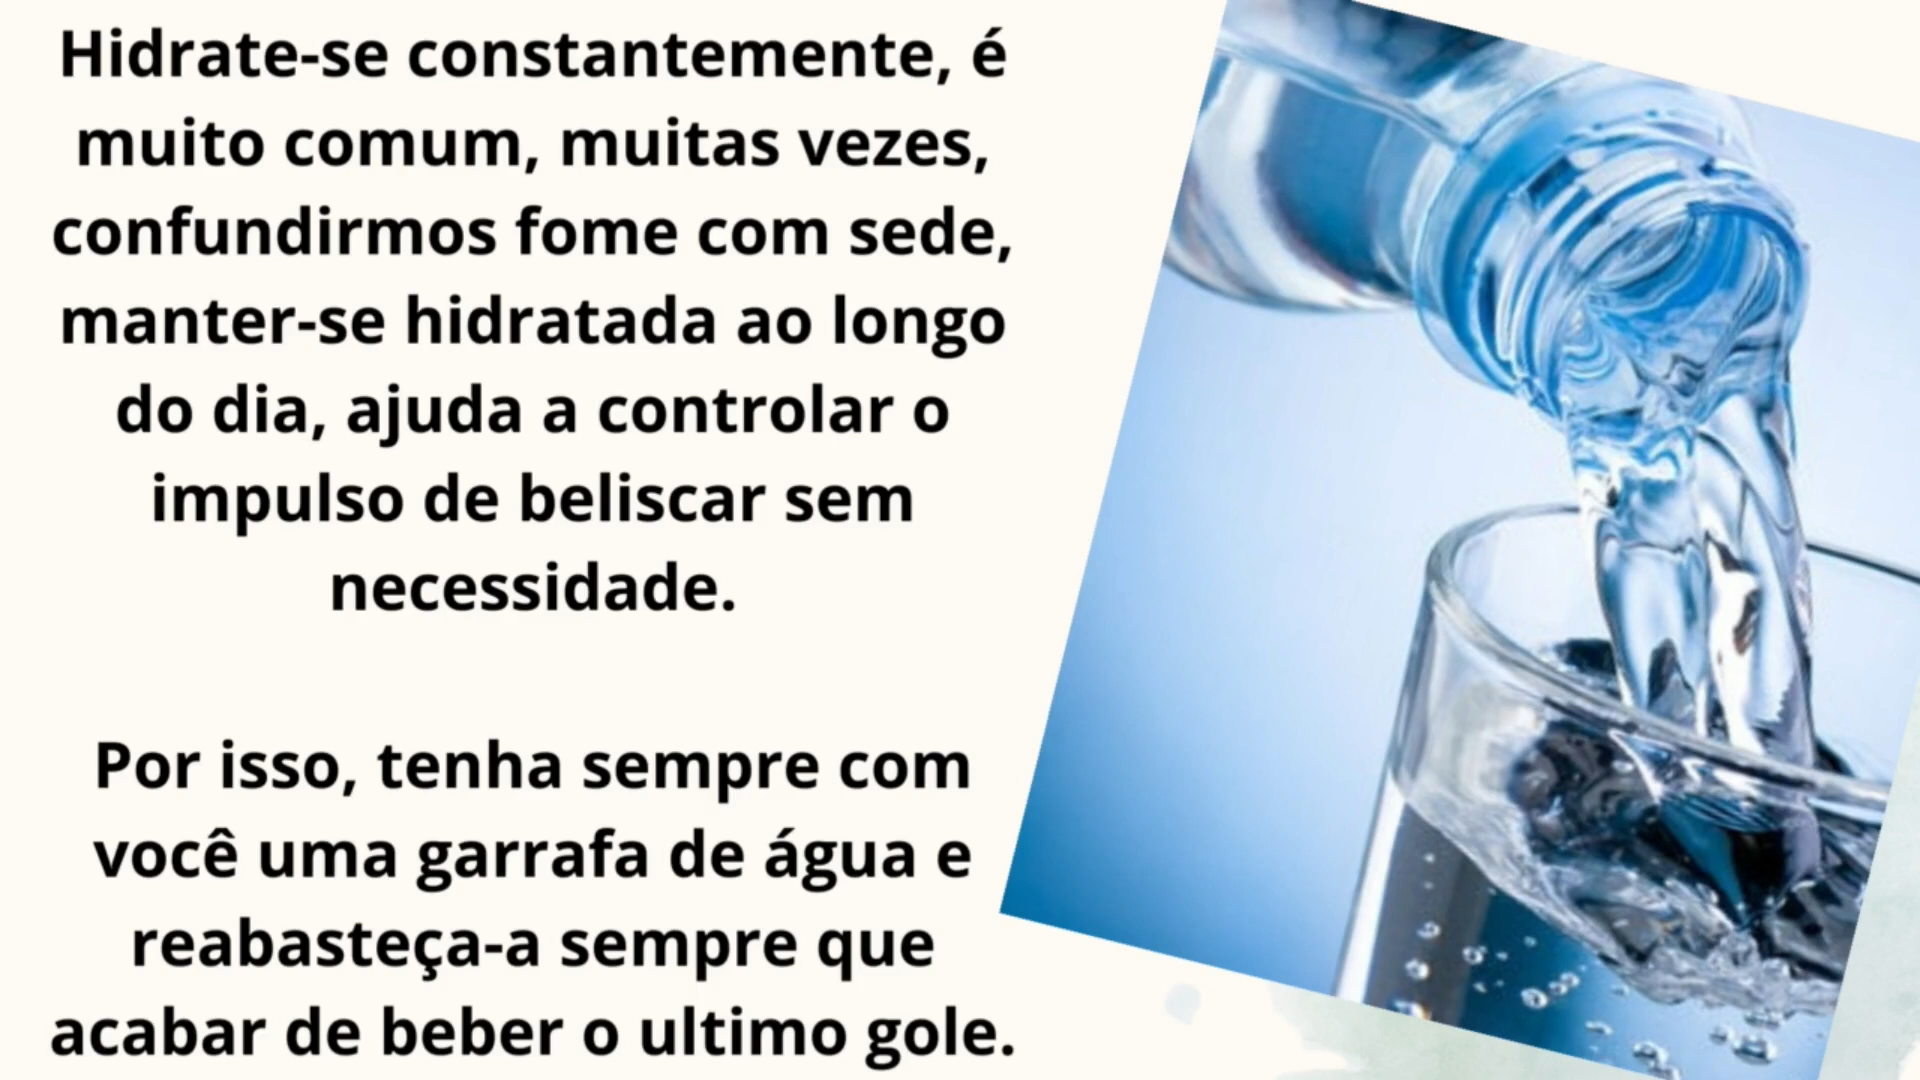 Hidrate-se constantemente, é
muito comum, muitas vezes,
confundirmos fome com sede,
manter-se hidratada ao longo
do dia, ajuda a controlar o
impulso de beliscar sem
necessidade.
Por isso, tenha sempre com
você uma garrafa de água e
reabasteça-a sempre que
acabar de beber o ultimo gole.